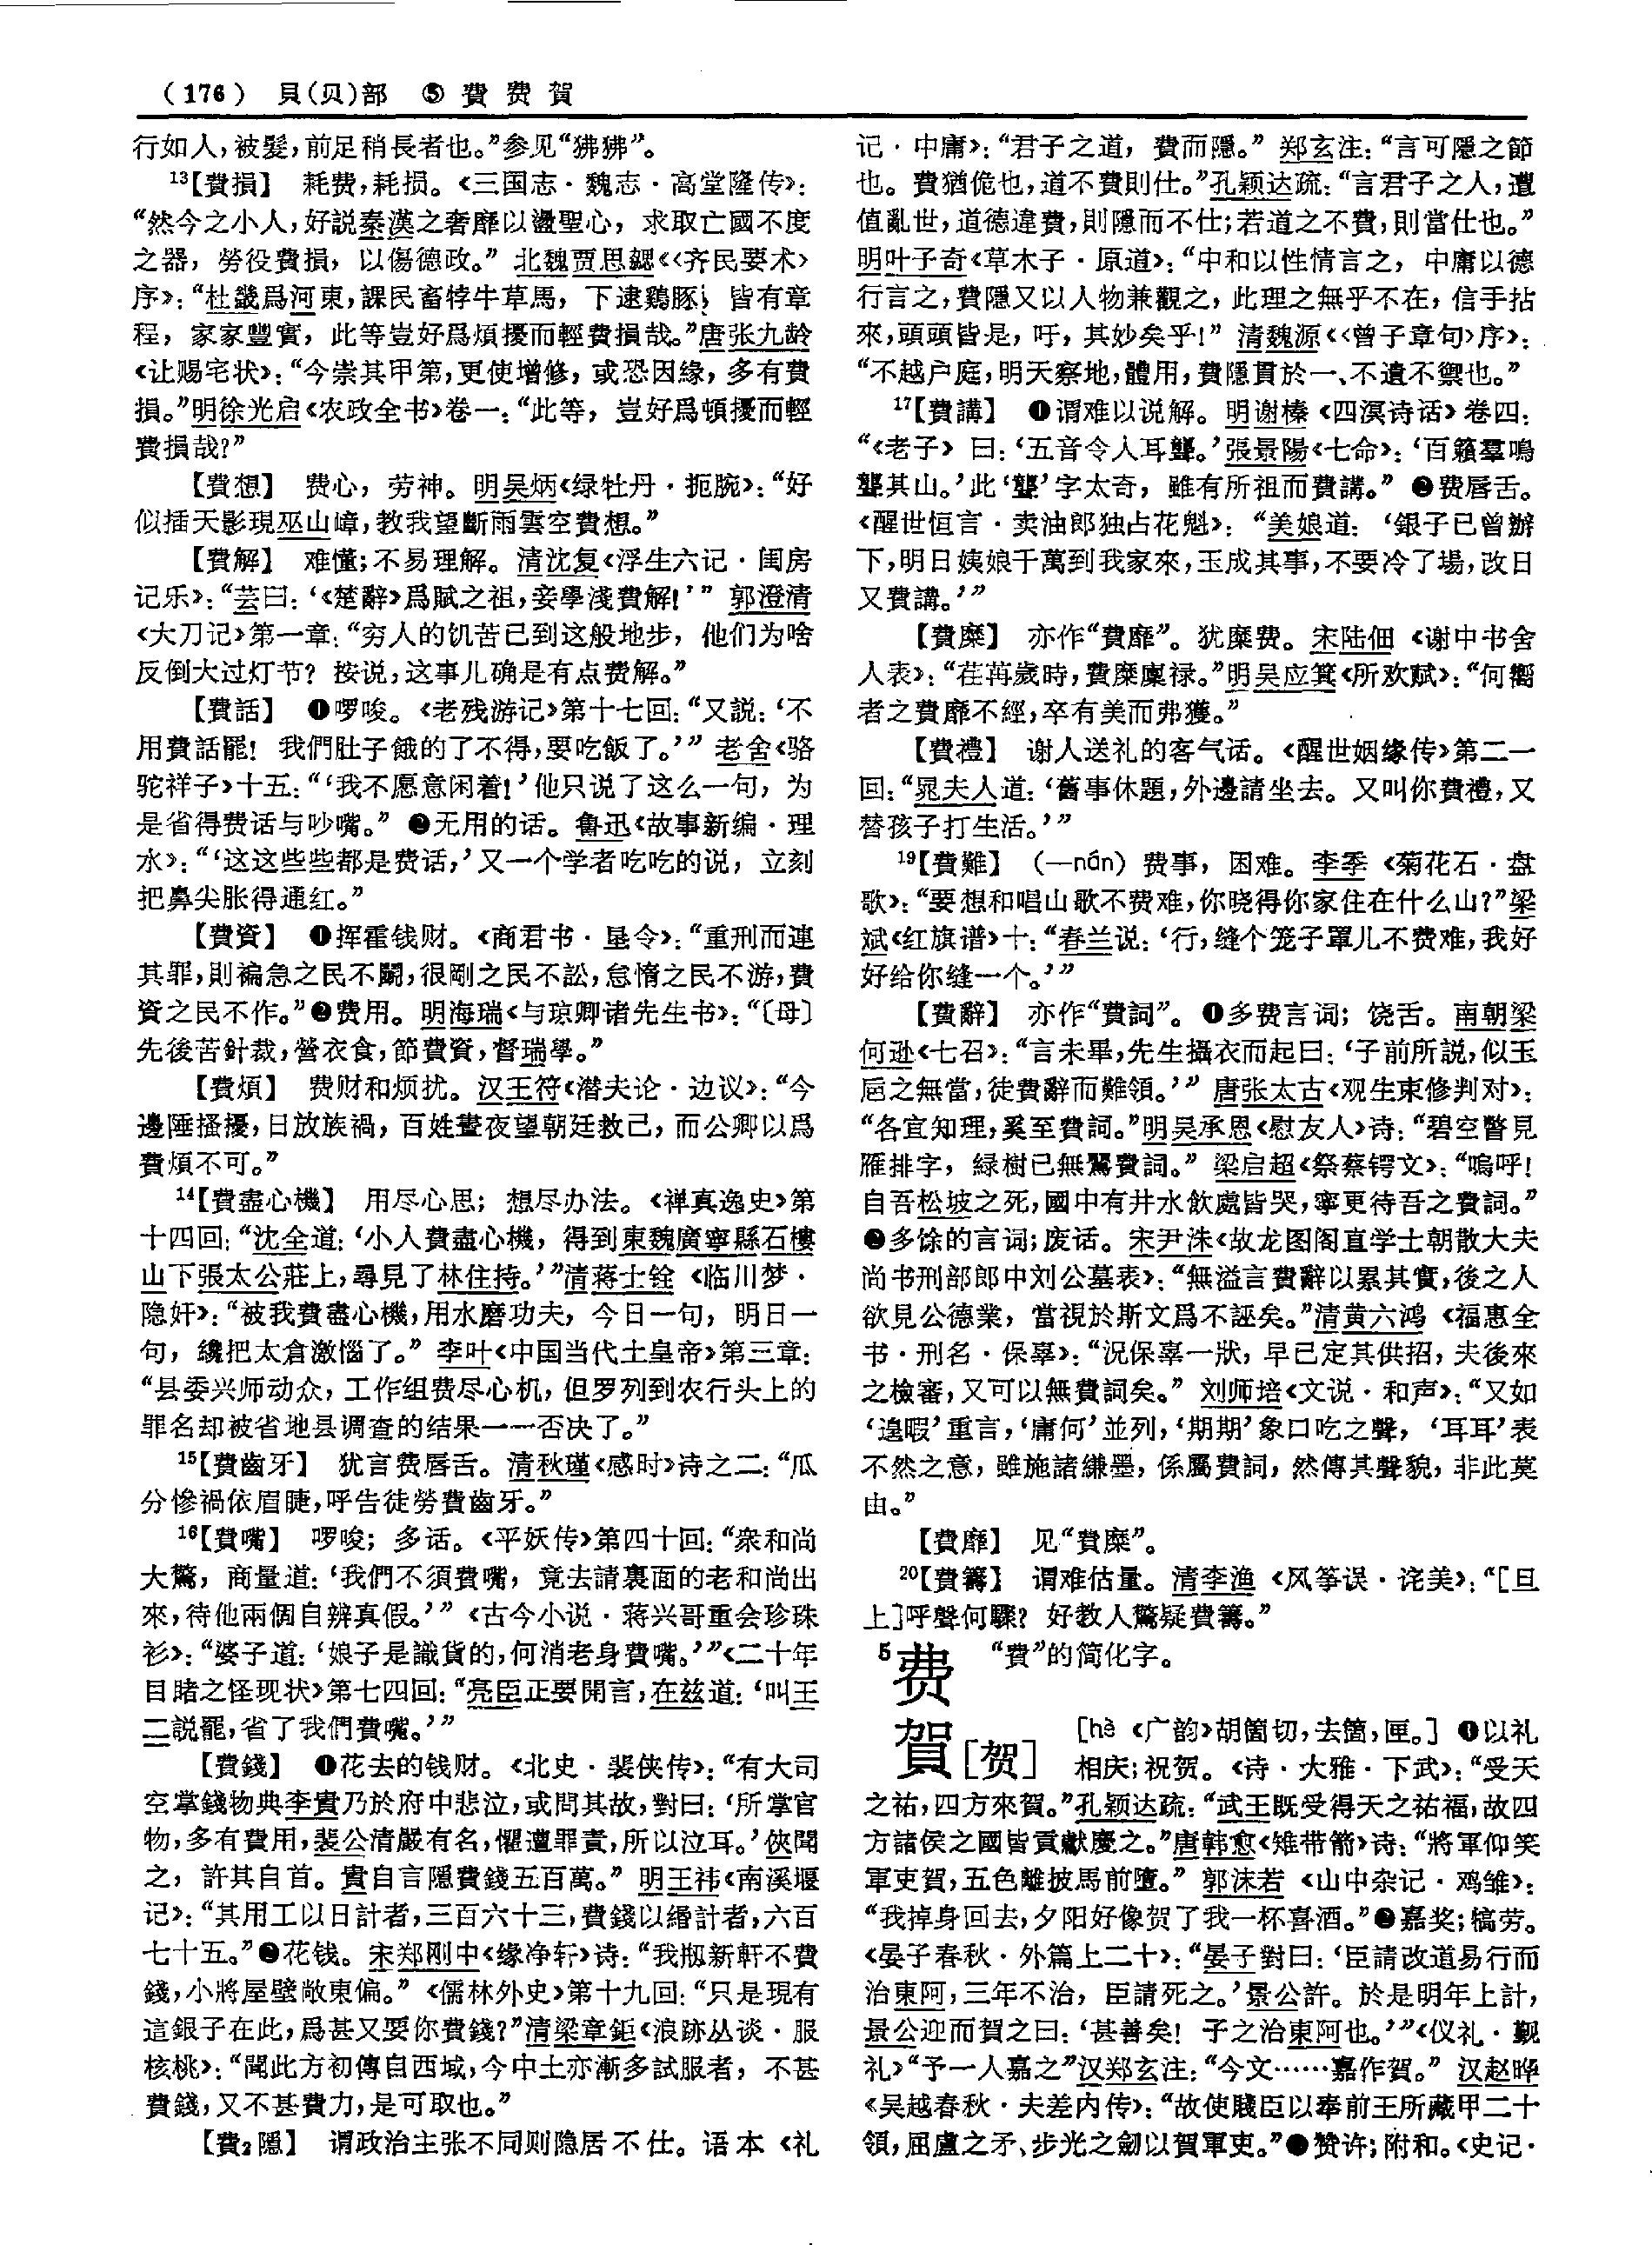 （176） 貝（贝）部 ⑤ 費费賀
行如人，被髮，前足稍長者也。”参见“狒狒”。
13【費損】 耗费，耗损。《三国志·魏志·高堂隆传》：
“然今之小人，好説秦漢之奢靡以盪聖心，求取亡國不度
之器，勞役費損，以傷德政。”北魏贾思勰《〈齐民要术〉
序》：“杜畿爲河東，課民畜牸牛草馬，下逮鷄豚，皆有章
程，家家豐實，此等豈好爲煩擾而輕費損哉。”唐张九龄
《让赐宅状》：“今崇其甲第，更使增修，或恐因緣，多有費
損。”明徐光启《农政全书》卷一：“此等，豈好爲頓擾而輕
費損哉?”
【費想】 费心，劳神。明吴炳《绿牡丹·扼腕》：“好
似插天影現巫山嶂，教我望斷雨雲空費想。”
【費解】 难懂；不易理解。清沈复《浮生六记·闺房
记乐》：“芸曰：‘《楚辭》爲賦之祖，妾學淺費解！’”郭澄清
《大刀记》第一章：“穷人的饥苦已到这般地步，他们为啥
反倒大过灯节？按说，这事儿确是有点费解。”
【費話】 ❶啰唆。《老残游记》第十七回：“又説：‘不
用費話罷！我們肚子餓的了不得，要吃飯了。’”老舍《骆
驼祥子》十五：“‘我不愿意闲着！’他只说了这么一句，为
是省得费话与吵嘴。”❷无用的话。鲁迅《故事新编·理
水》：“‘这这些些都是费话，’又一个学者吃吃的说，立刻
把鼻尖胀得通红。”
【費資】 ❶挥霍钱财。《商君书·垦令》：“重刑而連
其罪，則褊急之民不鬭，很剛之民不訟，怠惰之民不游，費
資之民不作。”❷费用。明海瑞《与琼卿诸先生书》：“〔母〕
先後苦針裁，營衣食，節費資，督瑞學。”
【費煩】 费财和烦扰。汉王符《潜夫论·边议》：“今
邊陲搔擾，日放族禍，百姓晝夜望朝廷救己，而公卿以爲
費煩不可。”
14【費盡心機】 用尽心思；想尽办法。《禅真逸史》第
十四回：“沈全道：‘小人費盡心機，得到東魏廣寧縣石樓
山下張太公莊上，尋見了林住持。’”清蒋士铨《临川梦·
隐奸》：“被我費盡心機，用水磨功夫，今日一句，明日一
句，纔把太倉激惱了。”李叶《中国当代土皇帝》第三章：
“县委兴师动众，工作组费尽心机，但罗列到农行头上的
罪名却被省地县调查的结果一一否决了。”
15【費齒牙】 犹言费唇舌。清秋瑾《感时》诗之二：“瓜
分慘禍依眉睫，呼告徒勞費齒牙。”
16【費嘴】 啰唆；多话。《平妖传》第四十回：“衆和尚
大驚，商量道：‘我們不須費嘴，竟去請裏面的老和尚出
來，待他兩個自辨真假。’”《古今小说·蒋兴哥重会珍珠
衫》：“婆子道：‘娘子是識貨的，何消老身費嘴。’”《二十年
目睹之怪现状》第七四回：“亮臣正要開言，在兹道：‘叫王
二説罷，省了我們費嘴。’”
【費錢】 ❶花去的钱财。《北史·裴侠传》：“有大司
空掌錢物典李貴乃於府中悲泣，或問其故，對曰：‘所掌官
物，多有費用，裴公清嚴有名，懼遭罪責，所以泣耳。’俠聞
之，許其自首。貴自言隱費錢五百萬。”明王祎《南溪堰
记》：“其用工以日計者，三百六十三，費錢以緡計者，六百
七十五。”❷花钱。宋郑刚中《缘净轩》诗：“我剏新軒不費
錢，小將屋壁敞東偏。”《儒林外史》第十九回：“只是現有
這銀子在此，爲甚又要你費錢?”清梁章鉅《浪跡丛谈·服
核桃》：“聞此方初傳自西域，今中土亦漸多試服者，不甚
費錢，又不甚費力，是可取也。”
【費2隱】 谓政治主张不同则隐居不仕。语本《礼
记·中庸》：“君子之道，費而隱。”郑玄注：“言可隱之節
也。費猶佹也，道不費則仕。”孔颖达疏：“言君子之人，遭
值亂世，道德違費，則隱而不仕；若道之不費，則當仕也。”
明叶子奇《草木子·原道》：“中和以性情言之，中庸以德
行言之，費隱又以人物兼觀之，此理之無乎不在，信手拈
來，頭頭皆是，吁，其妙矣乎！”清魏源《〈曾子章句〉序》：
“不越户庭，明天察地，體用，費隱貫於一、不遺不禦也。”
17【費講】 ❶谓难以说解。明谢榛《四溟诗话》卷四：
“《老子》曰：‘五音令人耳聾。’張景陽《七命》：‘百籟羣鳴
聾其山。’此‘聾’字太奇，雖有所祖而費講。”❷费唇舌。
《醒世恒言·卖油郎独占花魁》：“美娘道：‘銀子已曾辦
下，明日姨娘千萬到我家來，玉成其事，不要冷了場，改日
又費講。’”
【費糜】 亦作“費靡”。犹糜费。宋陆佃《谢中书舍
人表》：“荏苒歲時，費糜廩禄。”明吴应箕《所欢赋》：“何嚮
者之費靡不經，卒有美而弗獲。”
【費禮】 谢人送礼的客气话。《醒世姻缘传》第二一
回：“晁夫人道：‘舊事休題，外邊請坐去。又叫你費禮，又
替孩子打生活。’”
19【費難】 （—nán）费事，困难。李季《菊花石·盘
歌》：“要想和唱山歌不费难，你晓得你家住在什么山?”梁
斌《红旗谱》十：“春兰说：‘行，缝个笼子罩儿不费难，我好
好给你缝一个。’”
【費辭】 亦作“費詞”。❶多费言词；饶舌。南朝梁
何逊《七召》：“言未畢，先生攝衣而起曰：‘子前所説，似玉
巵之無當，徒費辭而難領。’”唐张太古《观生束修判对》：
“各宜知理，奚至費詞。”明吴承恩《慰友人》诗：“碧空瞥見
雁排字，緑樹已無鶯費詞。”梁启超《祭蔡锷文》：“嗚呼！
自吾松坡之死，國中有井水飲處皆哭，寧更待吾之費詞。”
❷多馀的言词；废话。宋尹洙《故龙图阁直学士朝散大夫
尚书刑部郎中刘公墓表》：“無溢言費辭以累其實，後之人
欲見公德業，當視於斯文爲不誣矣。”清黄六鸿《福惠全
书·刑名·保辜》：“況保辜一狀，早已定其供招，夫後來
之檢審，又可以無費詞矣。”刘师培《文说·和声》：“又如
‘遑暇’重言，‘庸何’並列，‘期期’象口吃之聲，‘耳耳’表
不然之意，雖施諸縑墨，係屬費詞，然傳其聲貌，非此莫
由。”
【費靡】 见“費糜”。
20【費籌】 谓难估量。清李渔《风筝误·诧美》：“[旦
上]呼聲何驟？好教人驚疑費籌。”
5费 “費”的简化字。
賀［贺］ [hè 《广韵》胡箇切，去箇，匣。] ❶以礼
相庆；祝贺。《诗·大雅·下武》：“受天
之祜，四方來賀。”孔颖达疏：“武王既受得天之祜福，故四
方諸侯之國皆貢獻慶之。”唐韩愈《雉带箭》诗：“將軍仰笑
軍吏賀，五色離披馬前墮。”郭沫若《山中杂记·鸡雏》：
“我掉身回去，夕阳好像贺了我一杯喜酒。”❷嘉奖；犒劳。
《晏子春秋·外篇上二十》：“晏子對曰：‘臣請改道易行而
治東阿，三年不治，臣請死之。’景公許。於是明年上計，
景公迎而賀之曰：‘甚善矣！子之治東阿也。’”《仪礼·觐
礼》“予一人嘉之”汉郑玄注：“今文……嘉作賀。”汉赵晔
《吴越春秋·夫差内传》：“故使賤臣以奉前王所藏甲二十
領，屈盧之矛、步光之劒以賀軍吏。”●赞许；附和。《史记·